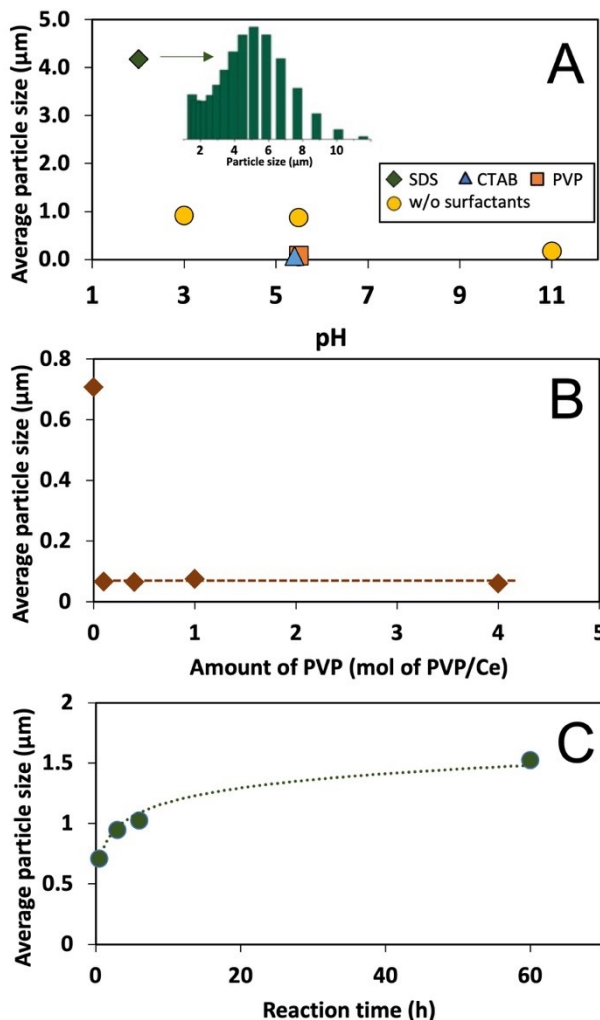 A
Average particle size (µm)
5.0
4.0
3.0
2.0
1.0
0.0
2 4 6 8 10
Particle size (µm)
SDS CTAB PVP
w/o surfactants
1 3 5 7 9 11
pH
B
Average particle size (µm)
0.8
0.6
0.4
0.2
0
0 1 2 3 4 5
Amount of PVP (mol of PVP/Ce)
C
Average particle size (µm)
2
1.5
1
0.5
0
0 20 40 60
Reaction time (h)